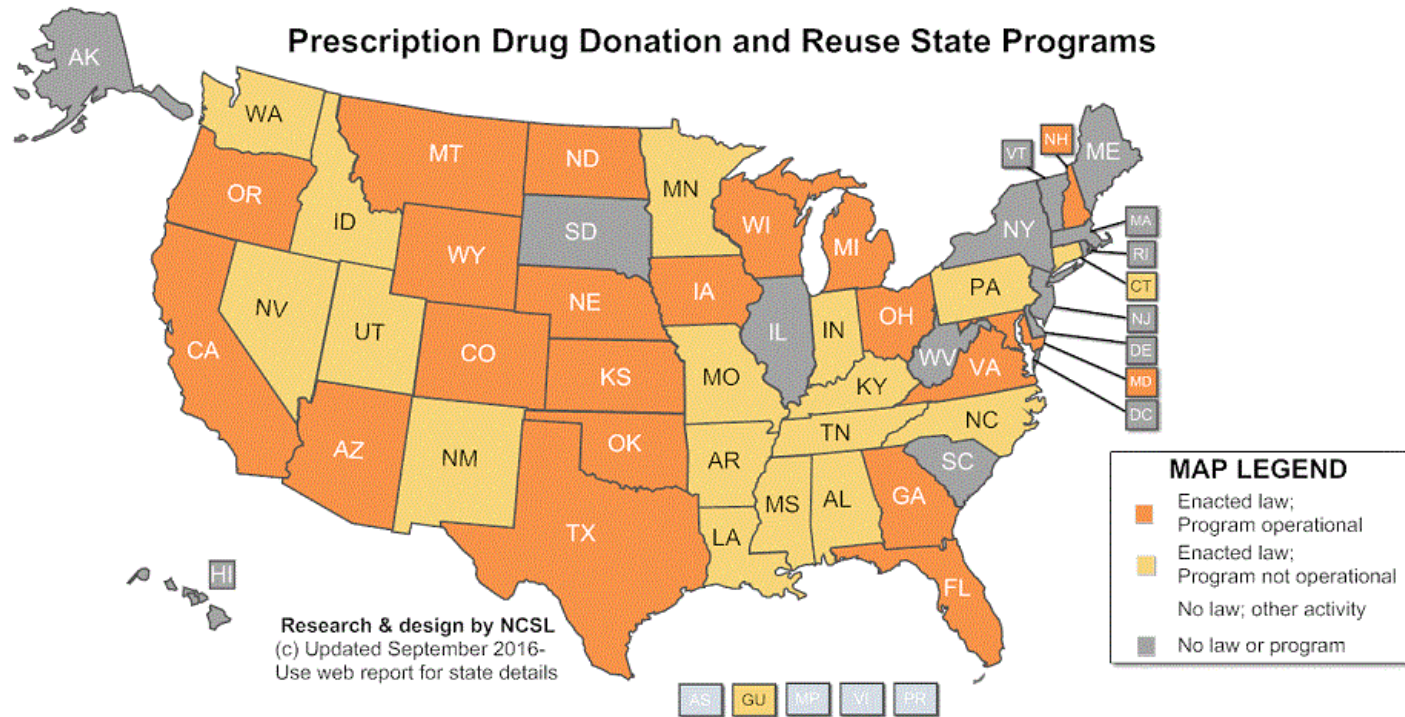 Prescription Drug Donation and Reuse State Programs
AK
WA
MT
ND
MN
VT
NH
ME
OR
ID
SD
WI
MI
NY
MA
RI
WY
CT
NV
NE
IA
PA
NJ
UT
IL
IN
OH
DE
CA
CO
KS
MO
WV
VA
MD
KY
DC
AZ
NM
OK
AR
TN
NC
SC
MS
AL
GA
TX
LA
FL
HI
MAP LEGEND
Enacted law;
Program operational
Enacted law;
Program not operational
No law; other activity
No law or program
Research & design by NCSL
(c) Updated September 2016-
Use web report for state details
AS
GU
MP
VI
PR